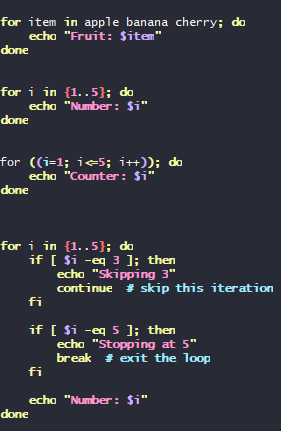 for item in apple banana cherry; do
    echo "Fruit: $item"
done
for i in {1..5}; do
    echo "Number: $i"
done
for ((i=1; i<=5; i++)); do
    echo "Counter: $i"
done
for i in {1..5}; do
    if [ $i -eq 3 ]; then
        echo "Skipping 3"
        continue  # skip this iteration
    fi
    if [ $i -eq 5 ]; then
        echo "Stopping at 5"
        break  # exit the loop
    fi
    echo "Number: $i"
done